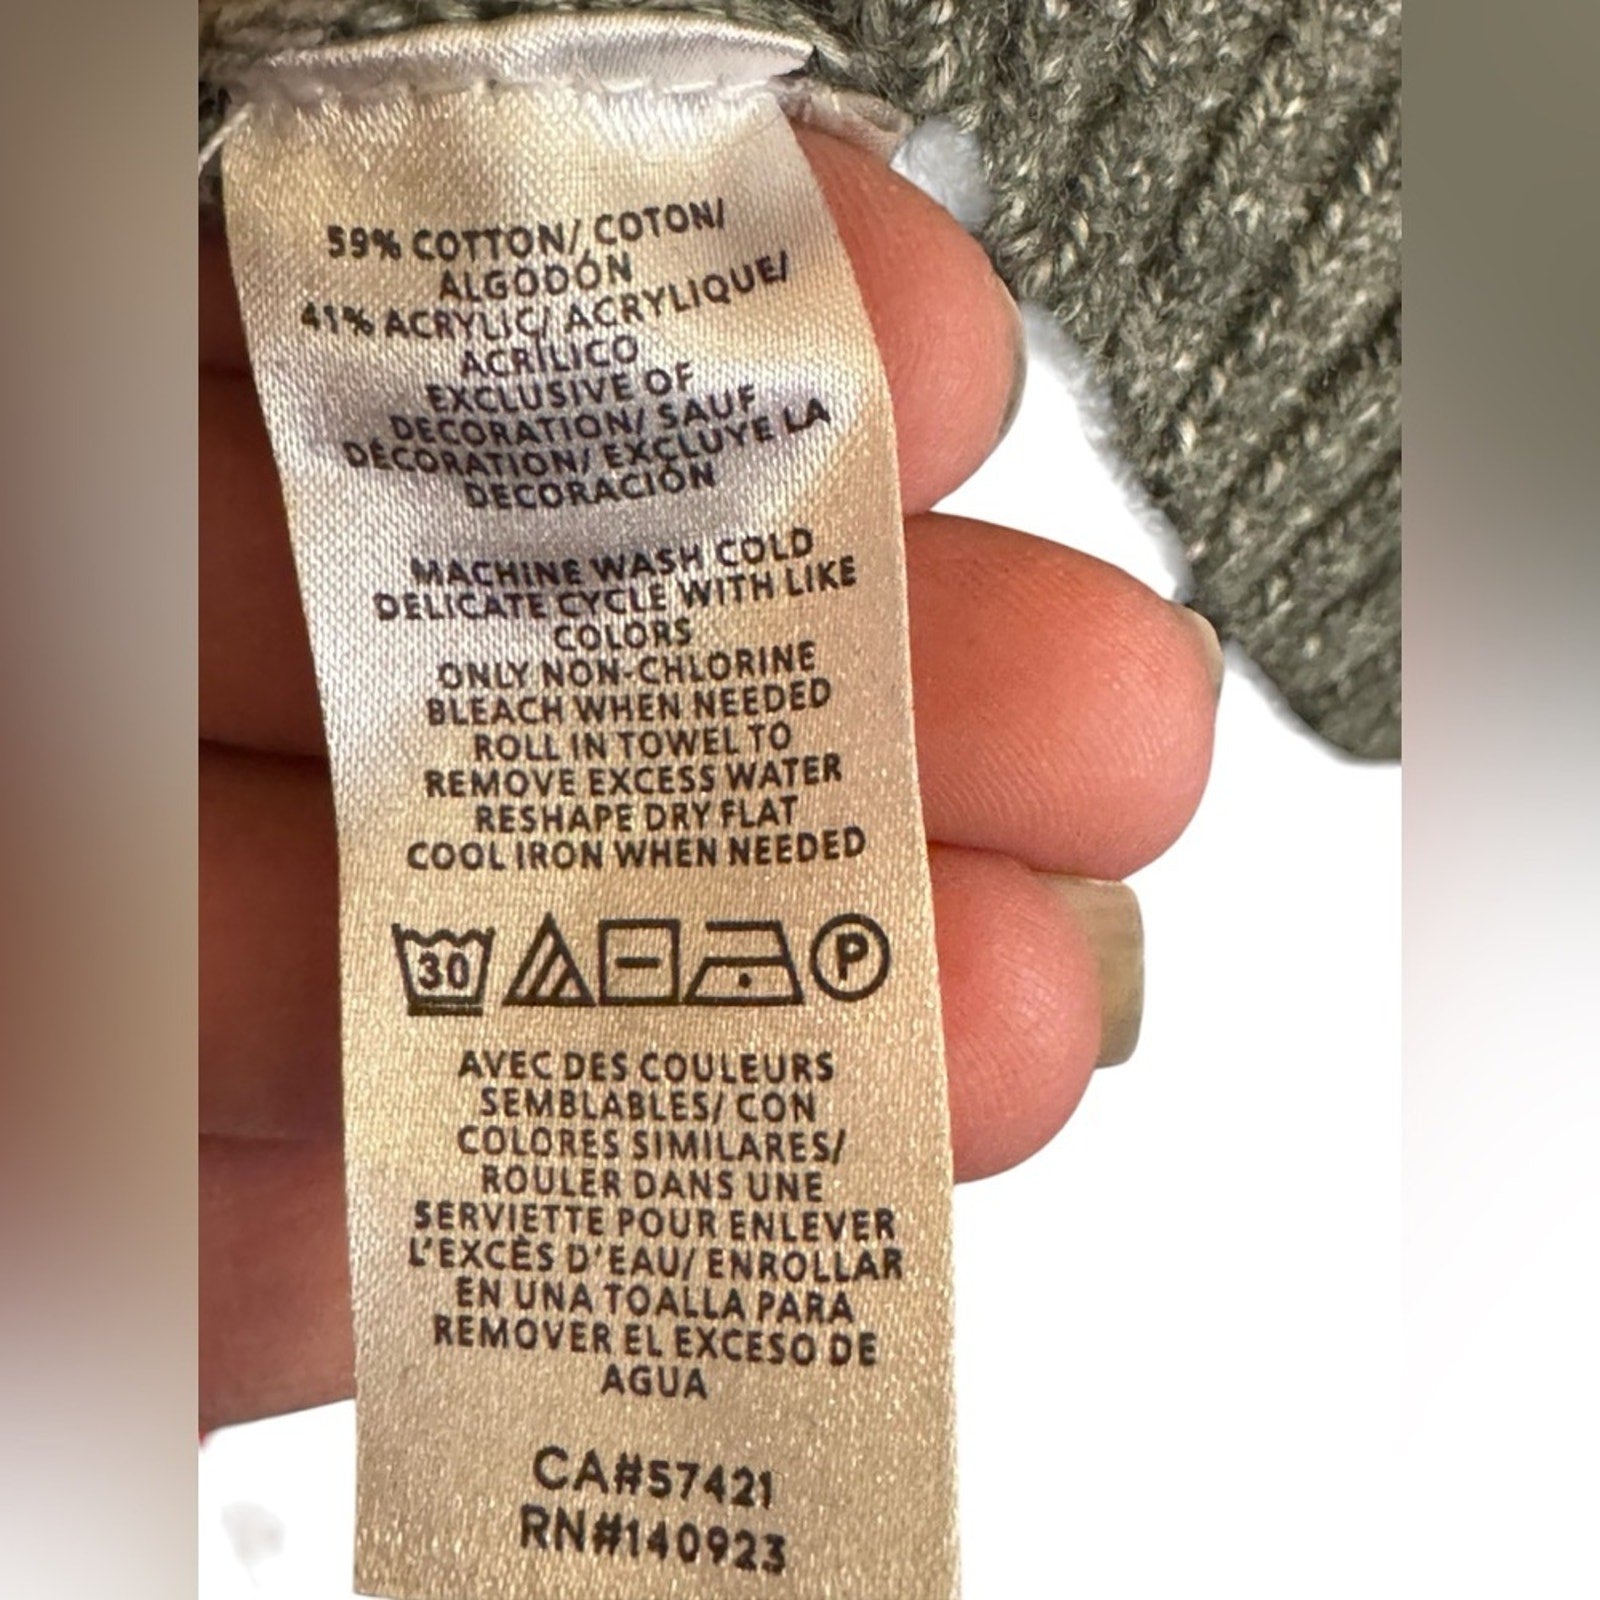 59% COTTON/ COTON/
ALGODÓN
41% ACRYLIC/ ACRYLIQUE/
ACRÍLICO
EXCLUSIVE OF
DECORATION/ SAUF
DÉCORATION/ EXCLUYE LA
DECORACIÓN
MACHINE WASH COLD
DELICATE CYCLE WITH LIKE
COLORS
ONLY NON-CHLORINE
BLEACH WHEN NEEDED
ROLL IN TOWEL TO
REMOVE EXCESS WATER
RESHAPE DRY FLAT
COOL IRON WHEN NEEDED
30 P
AVEC DES COULEURS
SEMBLABLES/ CON
COLORES SIMILARES/
ROULER DANS UNE
SERVIETTE POUR ENLEVER
L'EXCÈS D'EAU/ ENROLLAR
EN UNA TOALLA PARA
REMOVER EL EXCESO DE
AGUA
CA#57421
RN#140923